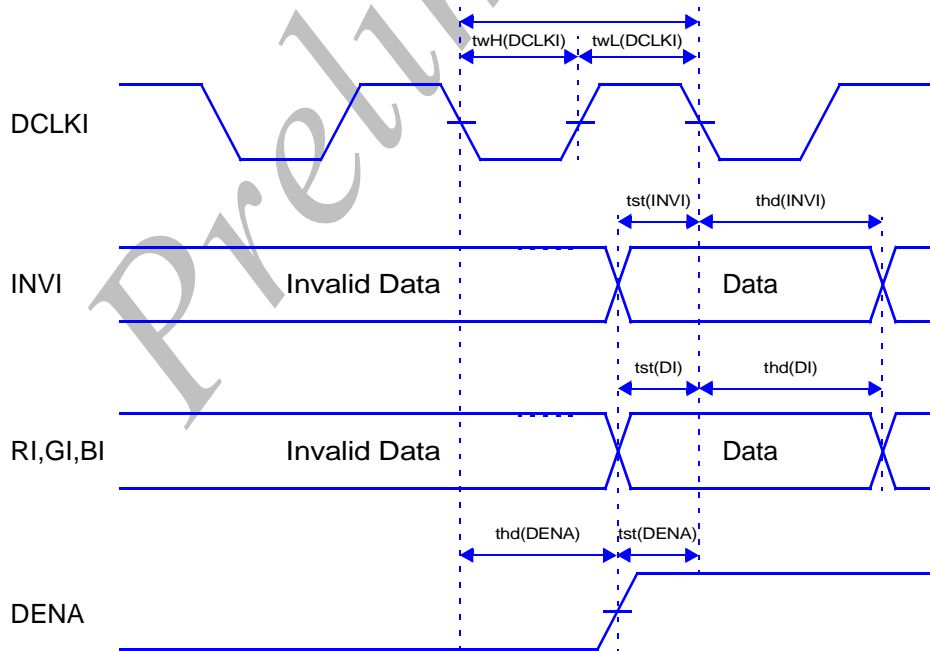 twH(DCLKI) twL(DCLKI)
DCLKI
tst(INVI) thd(INVI)
INVI Invalid Data Data
tst(DI) thd(DI)
RI,GI,BI Invalid Data Data
thd(DENA) tst(DENA)
DENA